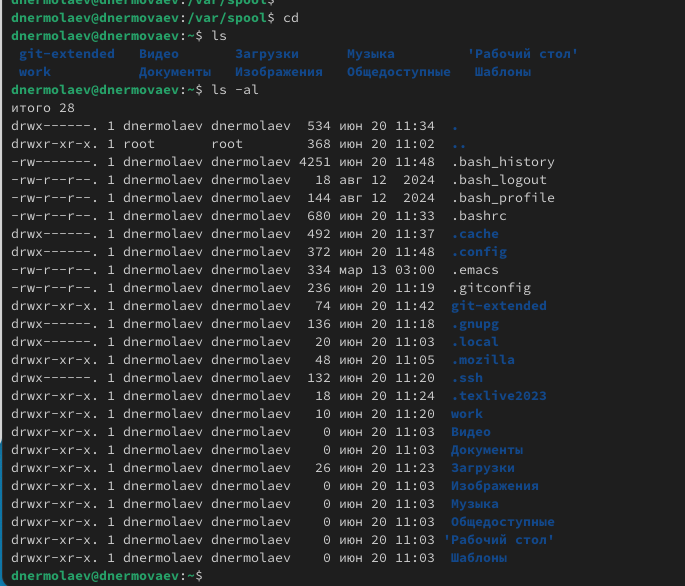 dnermolaev@dnermovaev:/var/spool$
dnermolaev@dnermovaev:/var/spool$ cd
dnermolaev@dnermovaev:~$ ls
git-extended Видео Загрузки Музыка 'Рабочий стол'
work Документы Изображения Общедоступные Шаблоны
dnermolaev@dnermovaev:~$ ls -al
итого 28
drwx------. 1 dnermolaev dnermolaev 534 июн 20 11:34 .
drwxr-xr-x. 1 root root 368 июн 20 11:02 ..
-rw-------. 1 dnermolaev dnermolaev 4251 июн 20 11:48 .bash_history
-rw-r--r--. 1 dnermolaev dnermolaev 18 авг 12 2024 .bash_logout
-rw-r--r--. 1 dnermolaev dnermolaev 144 авг 12 2024 .bash_profile
-rw-r--r--. 1 dnermolaev dnermolaev 680 июн 20 11:33 .bashrc
drwx------. 1 dnermolaev dnermolaev 492 июн 20 11:37 .cache
drwx------. 1 dnermolaev dnermolaev 372 июн 20 11:48 .config
-rw-r--r--. 1 dnermolaev dnermolaev 334 мар 13 03:00 .emacs
-rw-r--r--. 1 dnermolaev dnermolaev 236 июн 20 11:19 .gitconfig
drwxr-xr-x. 1 dnermolaev dnermolaev 74 июн 20 11:42 git-extended
drwx------. 1 dnermolaev dnermolaev 136 июн 20 11:18 .gnupg
drwx------. 1 dnermolaev dnermolaev 20 июн 20 11:03 .local
drwxr-xr-x. 1 dnermolaev dnermolaev 48 июн 20 11:05 .mozilla
drwx------. 1 dnermolaev dnermolaev 132 июн 20 11:20 .ssh
drwxr-xr-x. 1 dnermolaev dnermolaev 18 июн 20 11:24 .texlive2023
drwxr-xr-x. 1 dnermolaev dnermolaev 10 июн 20 11:20 work
drwxr-xr-x. 1 dnermolaev dnermolaev 0 июн 20 11:03 Видео
drwxr-xr-x. 1 dnermolaev dnermolaev 0 июн 20 11:03 Документы
drwxr-xr-x. 1 dnermolaev dnermolaev 26 июн 20 11:23 Загрузки
drwxr-xr-x. 1 dnermolaev dnermolaev 0 июн 20 11:03 Изображения
drwxr-xr-x. 1 dnermolaev dnermolaev 0 июн 20 11:03 Музыка
drwxr-xr-x. 1 dnermolaev dnermolaev 0 июн 20 11:03 Общедоступные
drwxr-xr-x. 1 dnermolaev dnermolaev 0 июн 20 11:03 'Рабочий стол'
drwxr-xr-x. 1 dnermolaev dnermolaev 0 июн 20 11:03 Шаблоны
dnermolaev@dnermovaev:~$